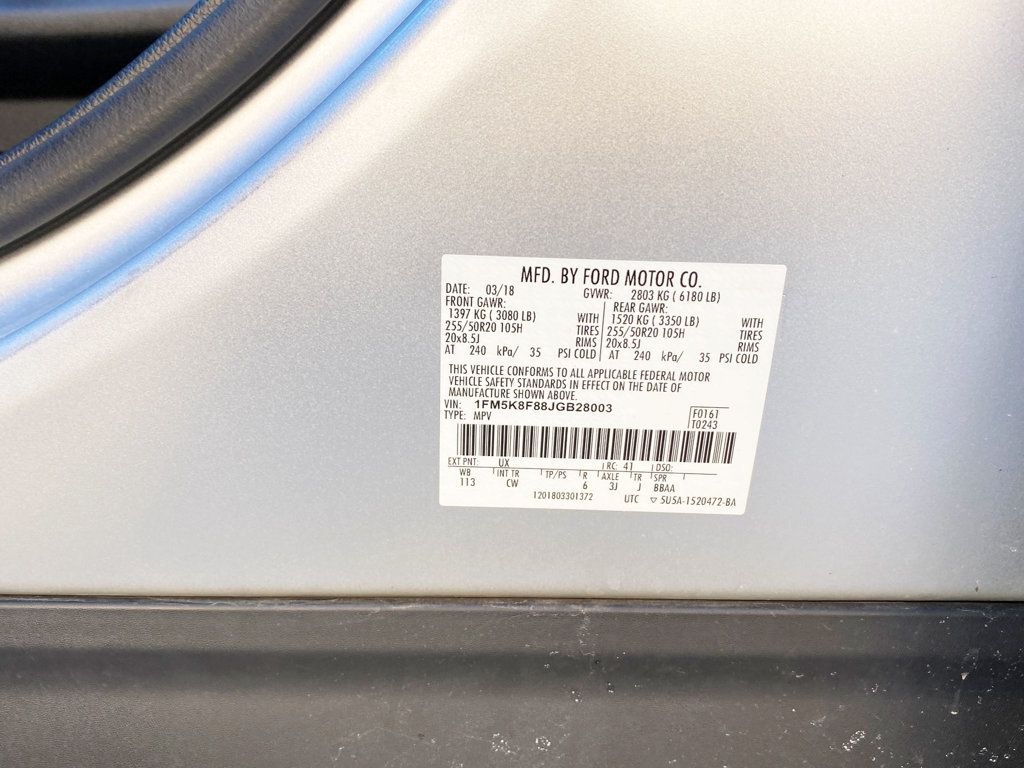 MFD. BY FORD MOTOR CO.
DATE: 03/18 GVWR: 2803 KG ( 6180 LB)
FRONT GAWR: REAR GAWR:
1397 KG ( 3080 LB) WITH 1520 KG ( 3350 LB) WITH
255/50R20 105H TIRES 255/50R20 105H TIRES
20x8.5J RIMS 20x8.5J RIMS
AT 240 kPa/ 35 PSI COLD AT 240 kPa/ 35 PSI COLD
THIS VEHICLE CONFORMS TO ALL APPLICABLE FEDERAL MOTOR
VEHICLE SAFETY STANDARDS IN EFFECT ON THE DATE OF
MANUFACTURE SHOWN ABOVE.
VIN: 1FM5K8F88JGB28003 F0161
TYPE: MPV T0243
EXT PNT: UX RC: 41 DSO:
WB INT TR TP/PS R AXLE TR SPR
113 CW 6 3J J BBAA
1201803301372 UTC ▽ 5U5A-1520472-BA